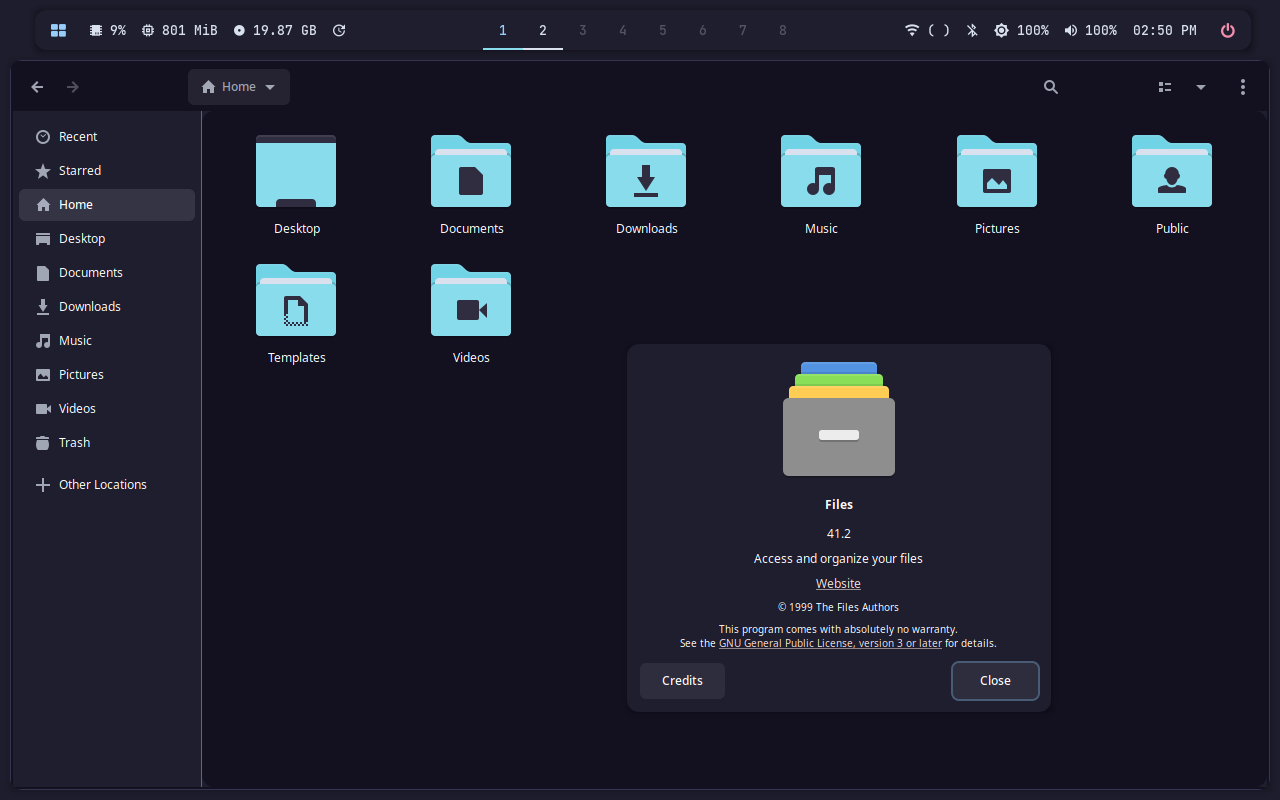 9% 801 MiB 19.87 GB 1 2 3 4 5 6 7 8 ( ) 100% 100% 02:50 PM
Home
Recent
Starred
Home
Desktop
Documents
Downloads
Music
Pictures
Videos
Trash
Other Locations
Desktop Documents Downloads Music Pictures Public
Templates Videos
Files
41.2
Access and organize your files
Website
© 1999 The Files Authors
This program comes with absolutely no warranty.
See the GNU General Public License, version 3 or later for details.
Credits Close